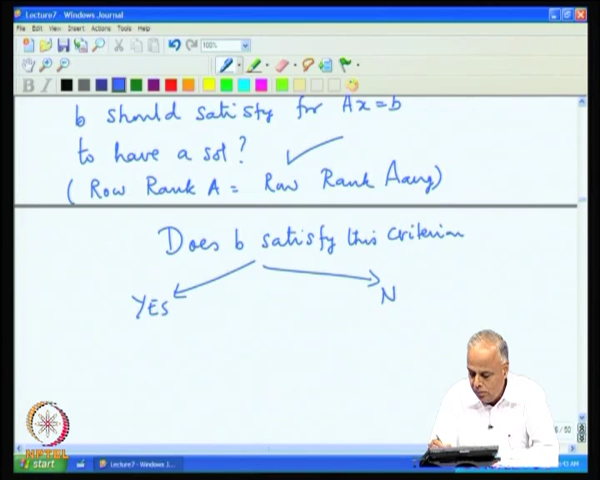 Lecture7 - Windows Journal
File Edit View Insert Actions Tools Help
100%
b should satisfy for Ax=b
to have a sol?
(Row Rank A = Row Rank Aaug)
Does b satisfy this criterion
YES N
NPTEL
start Lecture7 - Windows J...